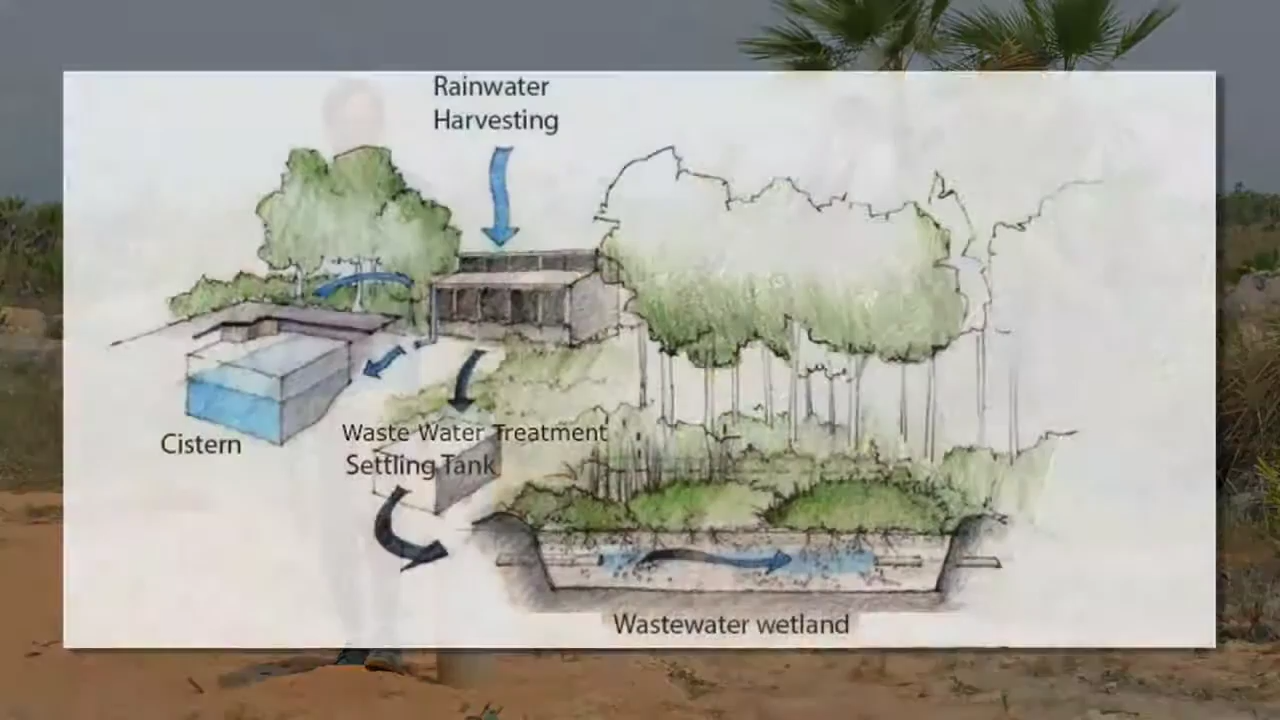 Rainwater
Harvesting
Cistern
Waste Water Treatment
Settling Tank
Wastewater wetland